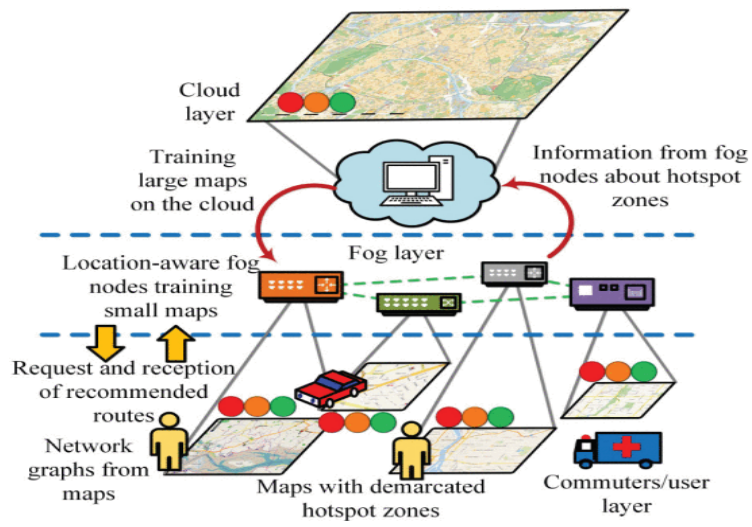 Cloud
layer
Training
large maps
on the cloud
Information from fog
nodes about hotspot
zones
Fog layer
Location-aware fog
nodes training
small maps
Request and reception
of recommended
routes
Network
graphs from
maps
Maps with demarcated
hotspot zones
Commuters/user
layer